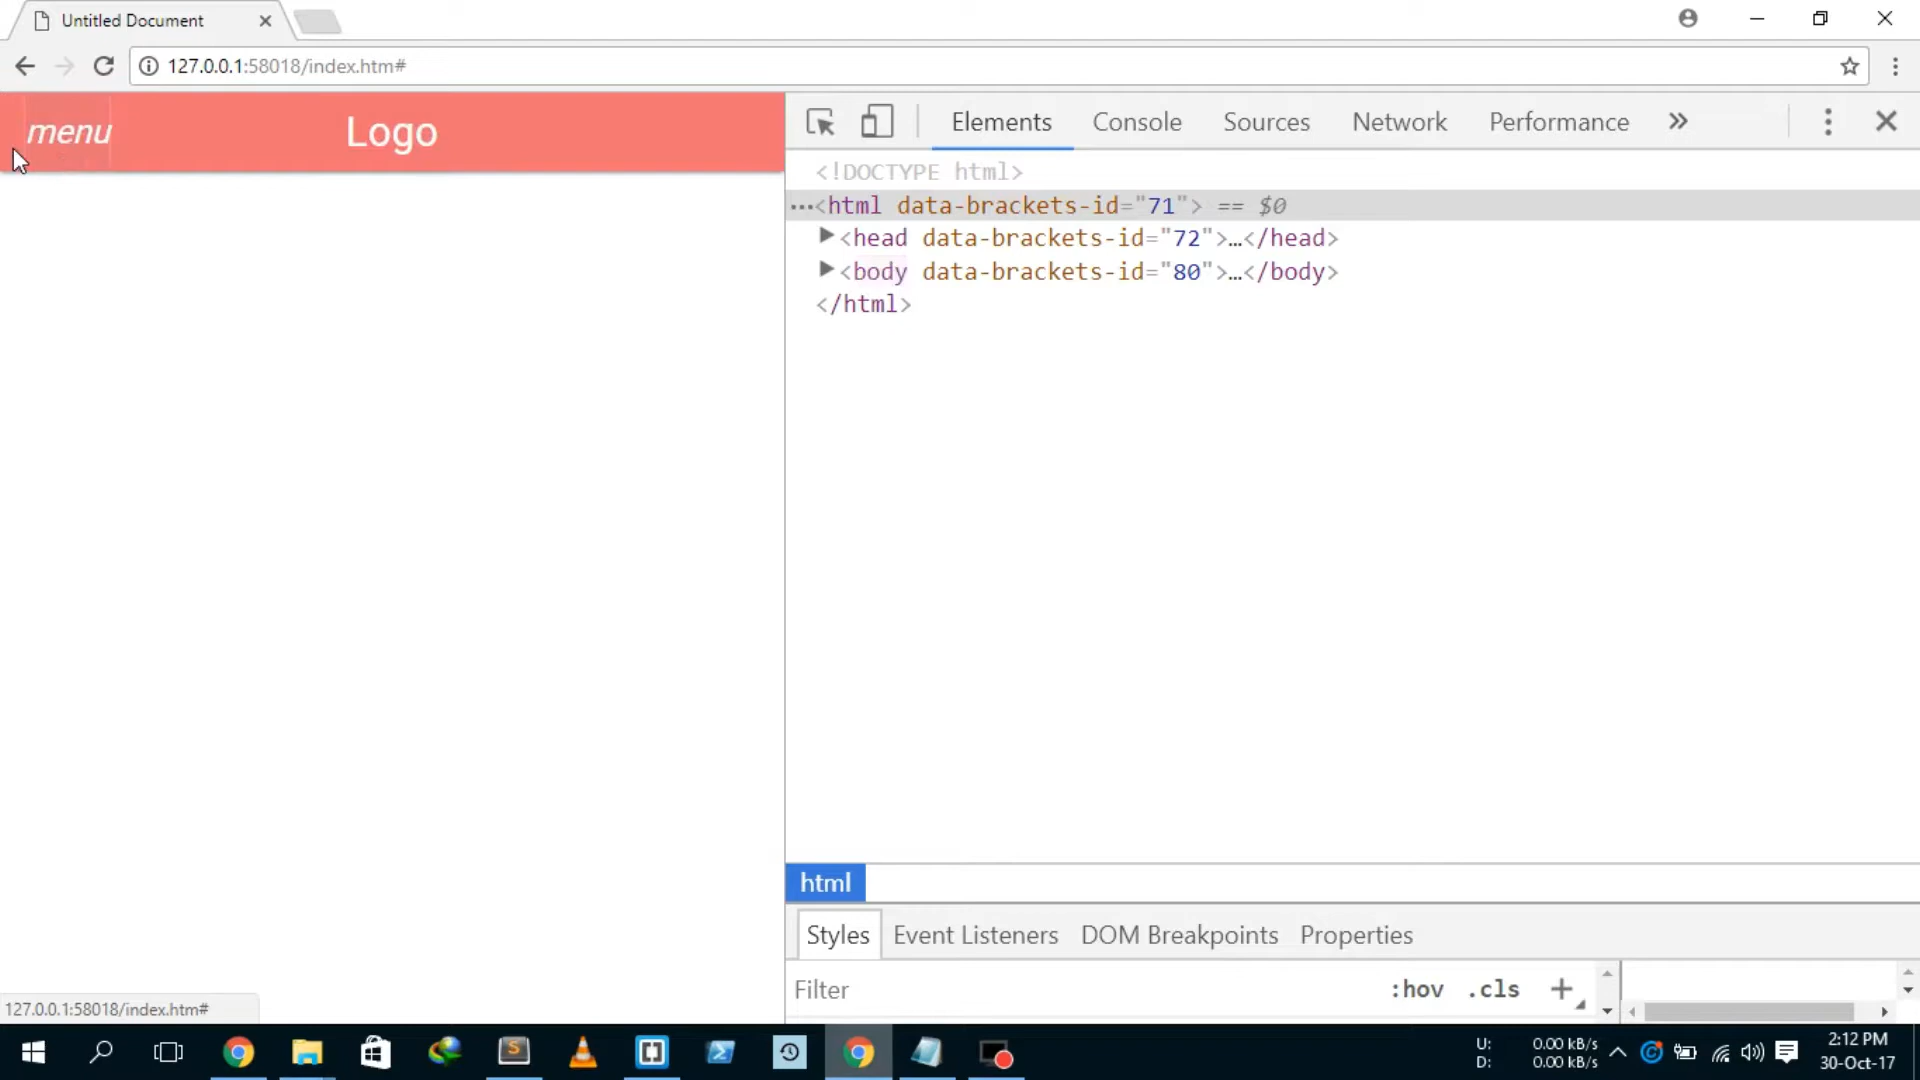 Untitled Document
127.0.0.1:58018/index.htm#
menu
Logo
Elements Console Sources Network Performance »
<!DOCTYPE html>
…<html data-brackets-id="71"> == $0
<head data-brackets-id="72">…</head>
<body data-brackets-id="80">…</body>
</html>
html
Styles Event Listeners DOM Breakpoints Properties
Filter :hov .cls +
127.0.0.1:58018/index.htm#
U: 0.00 kB/s
D: 0.00 kB/s
2:12 PM
30-Oct-17